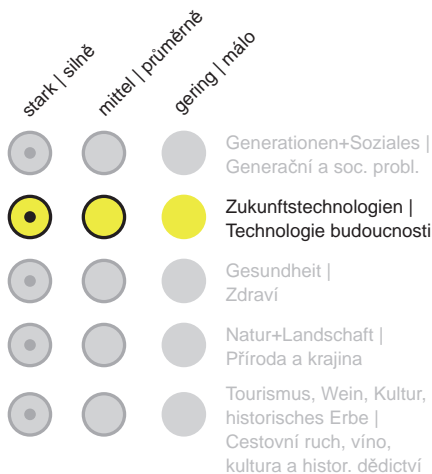 stark | silně
mittel | průměrně
gering | málo
Generationen+Soziales |
Generační a soc. probl.
Zukunftstechnologien |
Technologie budoucnosti
Gesundheit |
Zdraví
Natur+Landschaft |
Příroda a krajina
Tourismus, Wein, Kultur,
historisches Erbe |
Cestovní ruch, víno,
kultura a histor. dědictví